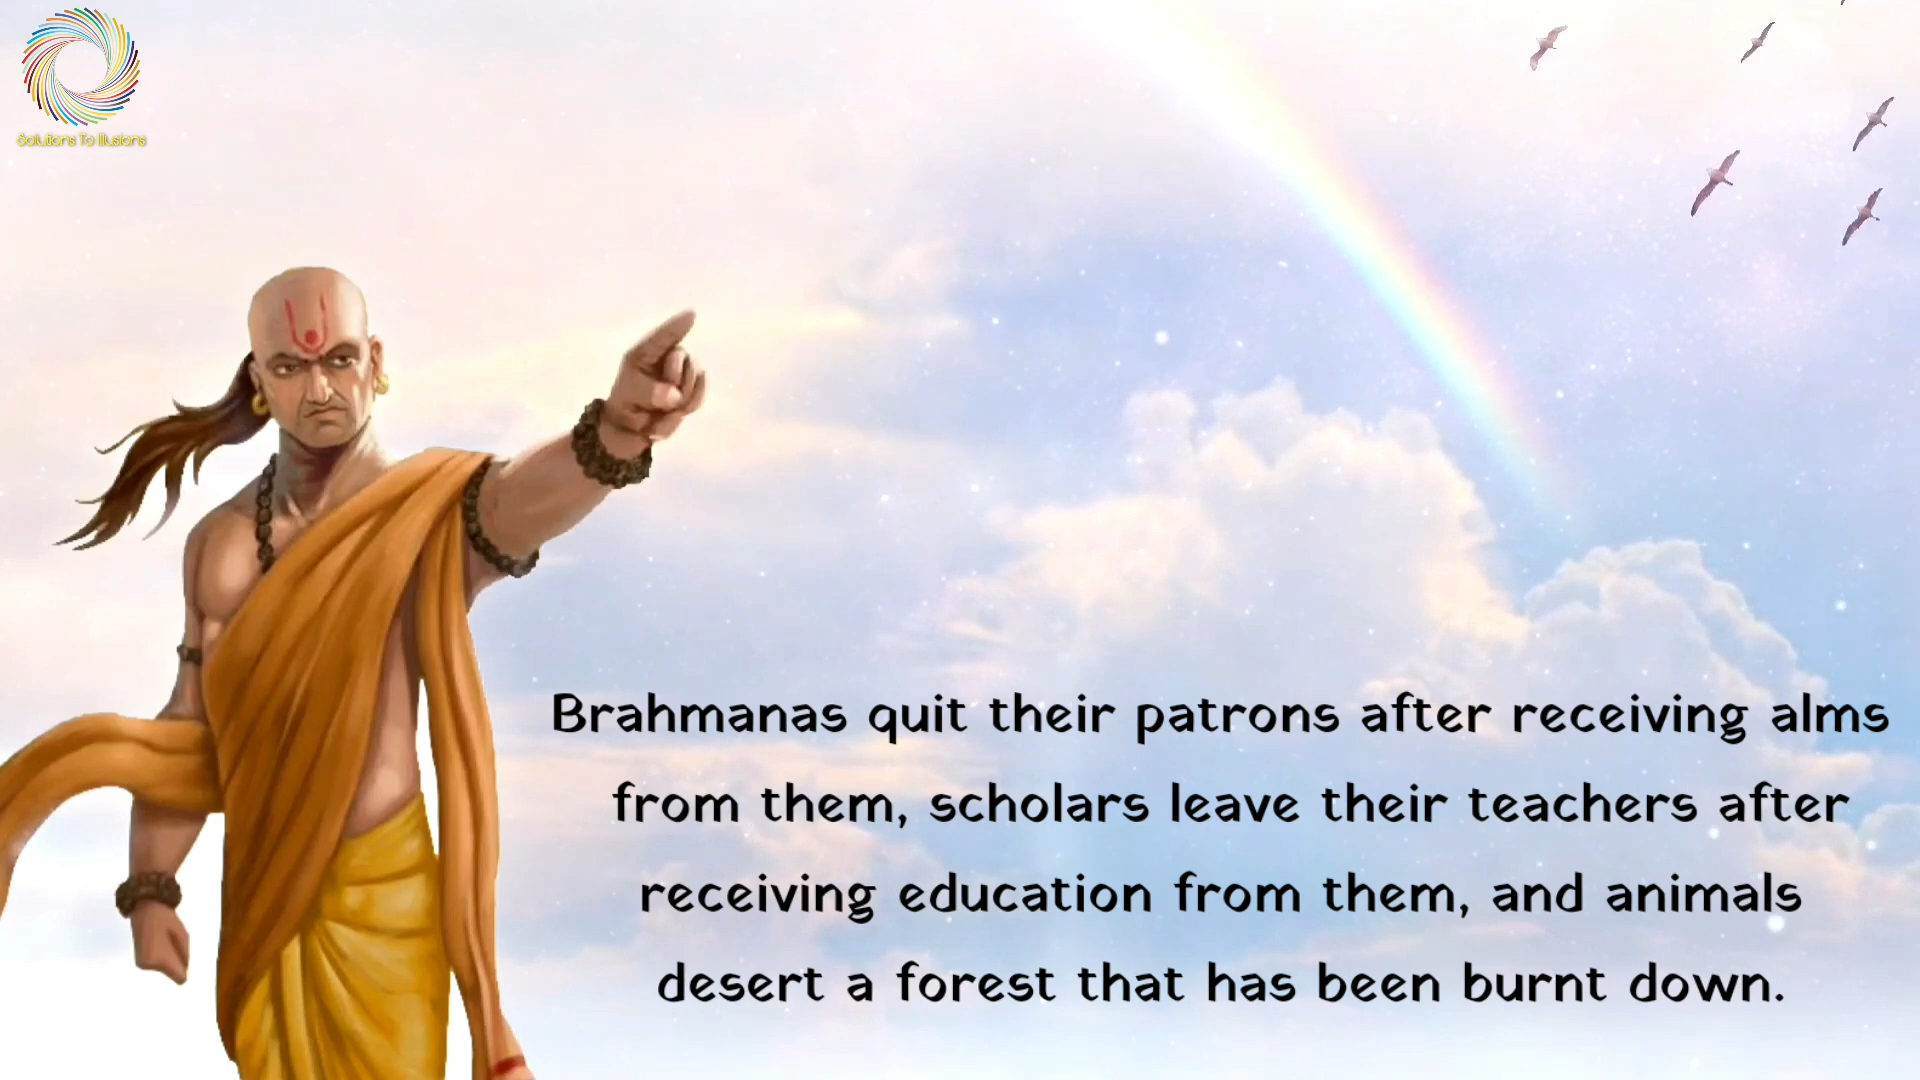 Solutions To Illusions
Brahmanas quit their patrons after receiving alms
from them, scholars leave their teachers after
receiving education from them, and animals
desert a forest that has been burnt down.